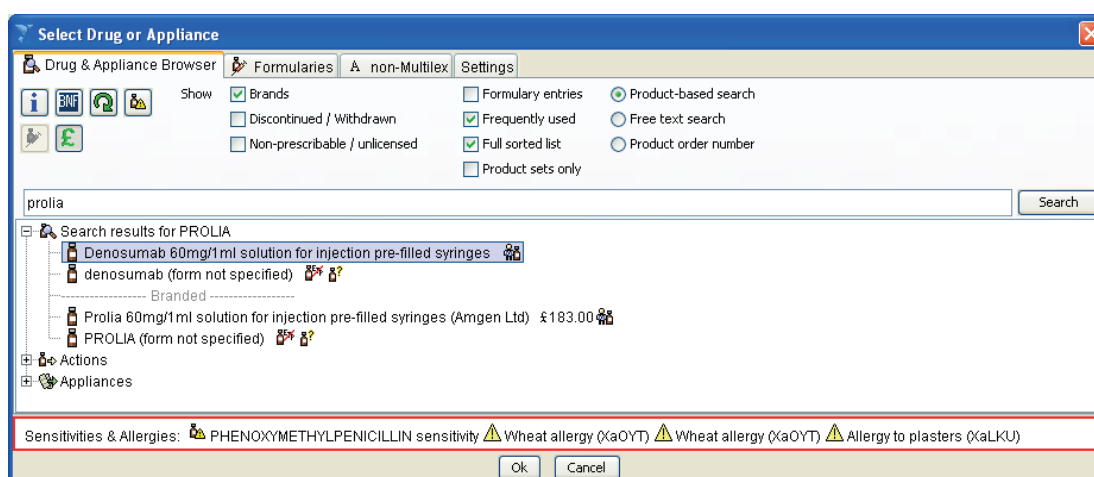 Select Drug or Appliance
Drug & Appliance Browser Formularies A non-Multilex Settings
i BNF Show Brands Formulary entries Product-based search
Discontinued / Withdrawn Frequently used Free text search
£ Non-prescribable / unlicensed Full sorted list Product order number
Product sets only
prolia Search
Search results for PROLIA
Denosumab 60mg/1ml solution for injection pre-filled syringes
denosumab (form not specified) ?
Branded
Prolia 60mg/1ml solution for injection pre-filled syringes (Amgen Ltd) £183.00
PROLIA (form not specified) ?
Actions
Appliances
Sensitivities & Allergies: PHENOXYMETHYLPENICILLIN sensitivity Wheat allergy (XaOYT) Wheat allergy (XaOYT) Allergy to plasters (XaLKU)
Ok Cancel